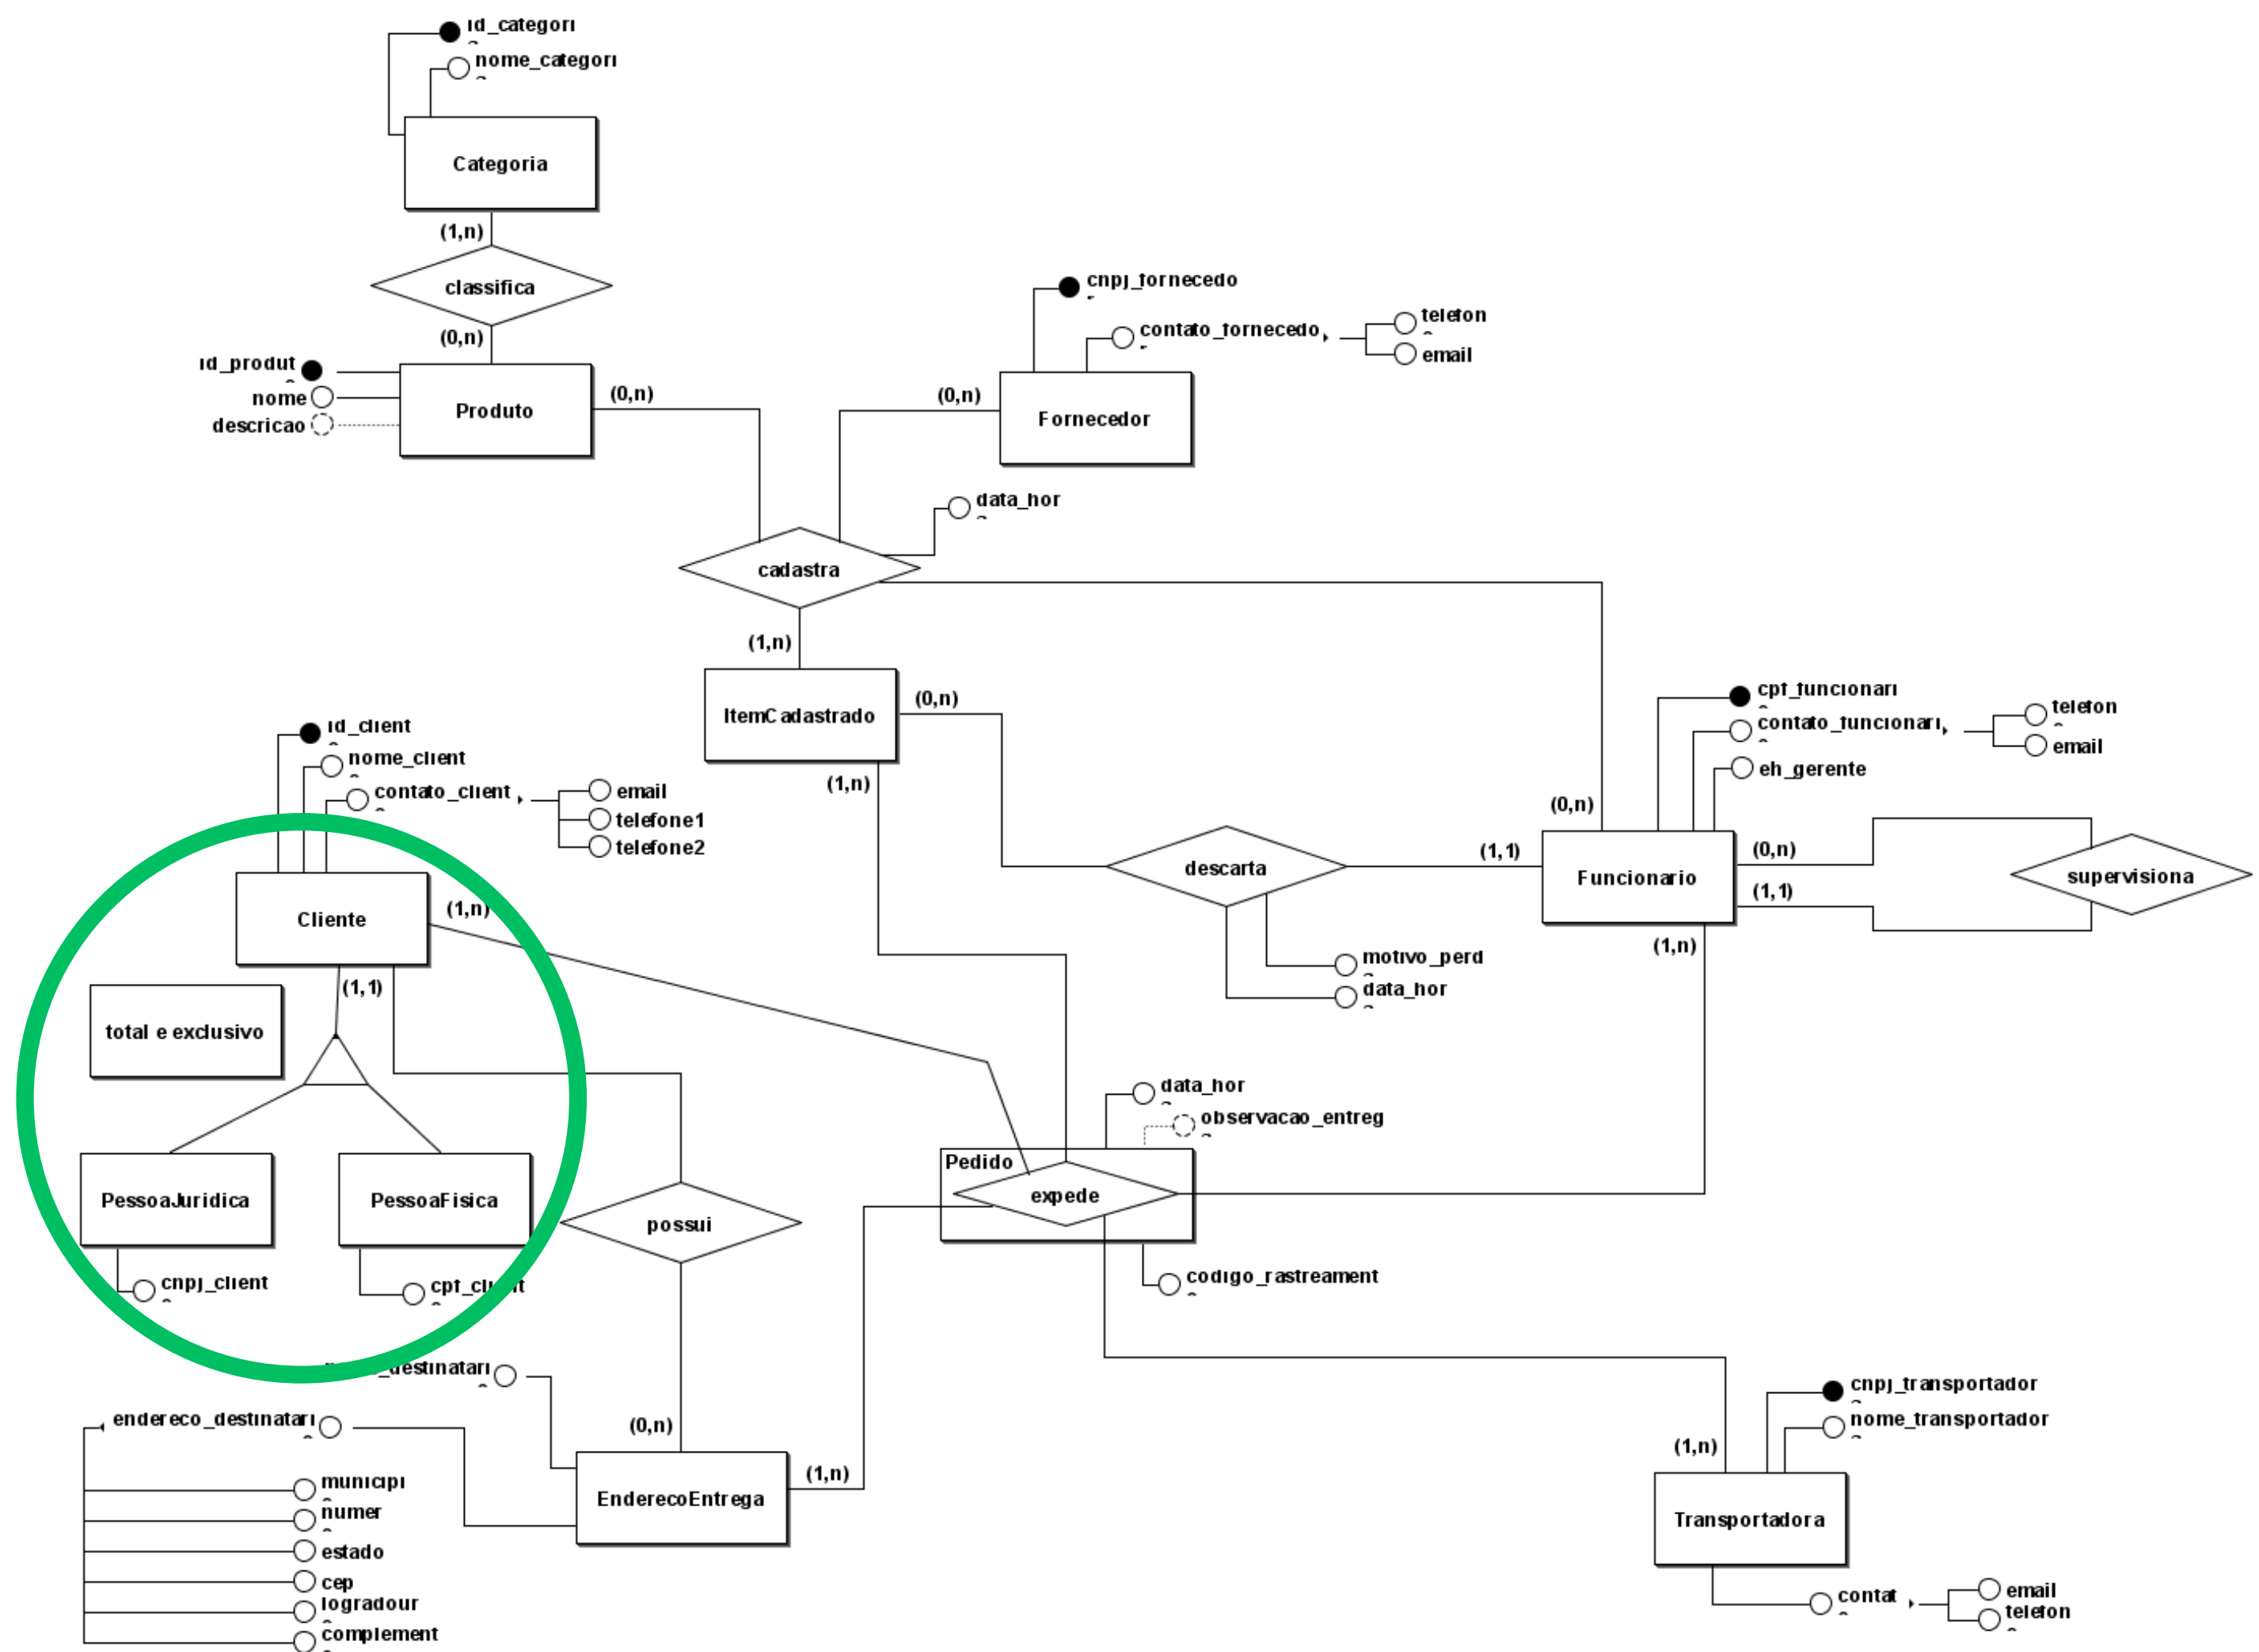 id_categori
nome_categori
Categoria
(1,n)
classifica
(0,n)
id_produt
nome
descricao
Produto
(0,n)
cnpj_fornecedo
contato_fornecedo
telefon
email
(0,n)
Fornecedor
data_hor
cadastra
(1,n)
ItemCadastrado
(0,n)
(1,n)
cpf_funcionari
contato_funcionari
telefon
email
eh_gerente
(0,n)
Funcionario
(0,n)
(1,1)
supervisiona
(1,1)
(1,n)
descarta
motivo_perd
data_hor
id_client
nome_client
contato_client
email
telefone1
telefone2
Cliente
(1,n)
(1,1)
total e exclusivo
PessoaJuridica
PessoaFisica
cnpj_client
possui
data_hor
observacao_entreg
Pedido
expede
codigo_rastreament
(0,n)
endereco_destinatari
municipi
numer
estado
cep
logradour
complement
EnderecoEntrega
(1,n)
cnpj_transportador
nome_transportador
(1,n)
Transportadora
contat
email
telefon